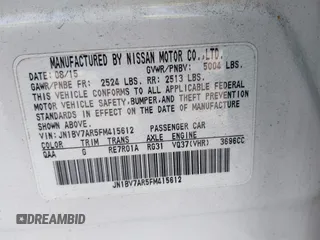 MANUFACTURED BY NISSAN MOTOR CO.,LTD.
DATE: 08/15 GVWR/PNBV: 5004 LBS.
GAWR/PNBE FR: 2524 LBS. RR: 2513 LBS.
THIS VEHICLE CONFORMS TO ALL APPLICABLE FEDERAL
MOTOR VEHICLE SAFETY, BUMPER, AND THEFT PREVENTION
STANDARDS IN EFFECT ON THE DATE OF MANUFACTURE
SHOWN ABOVE.
VIN: JN1BV7AR5FM415612 PASSENGER CAR
COLOR TRIM TRANS AXLE ENGINE
QAA G RE7R01A RG31 VQ37(VHR) 3696CC
JN1BV7AR5FM415612
AUTOBIDMASTER